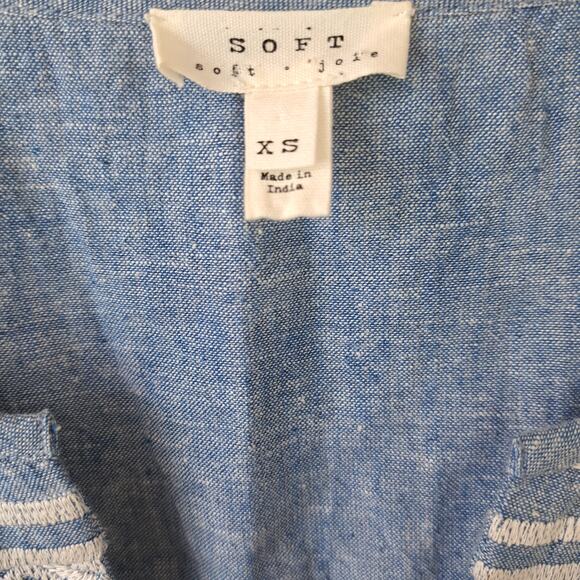 SOFT
soft • joie
XS
Made in
India